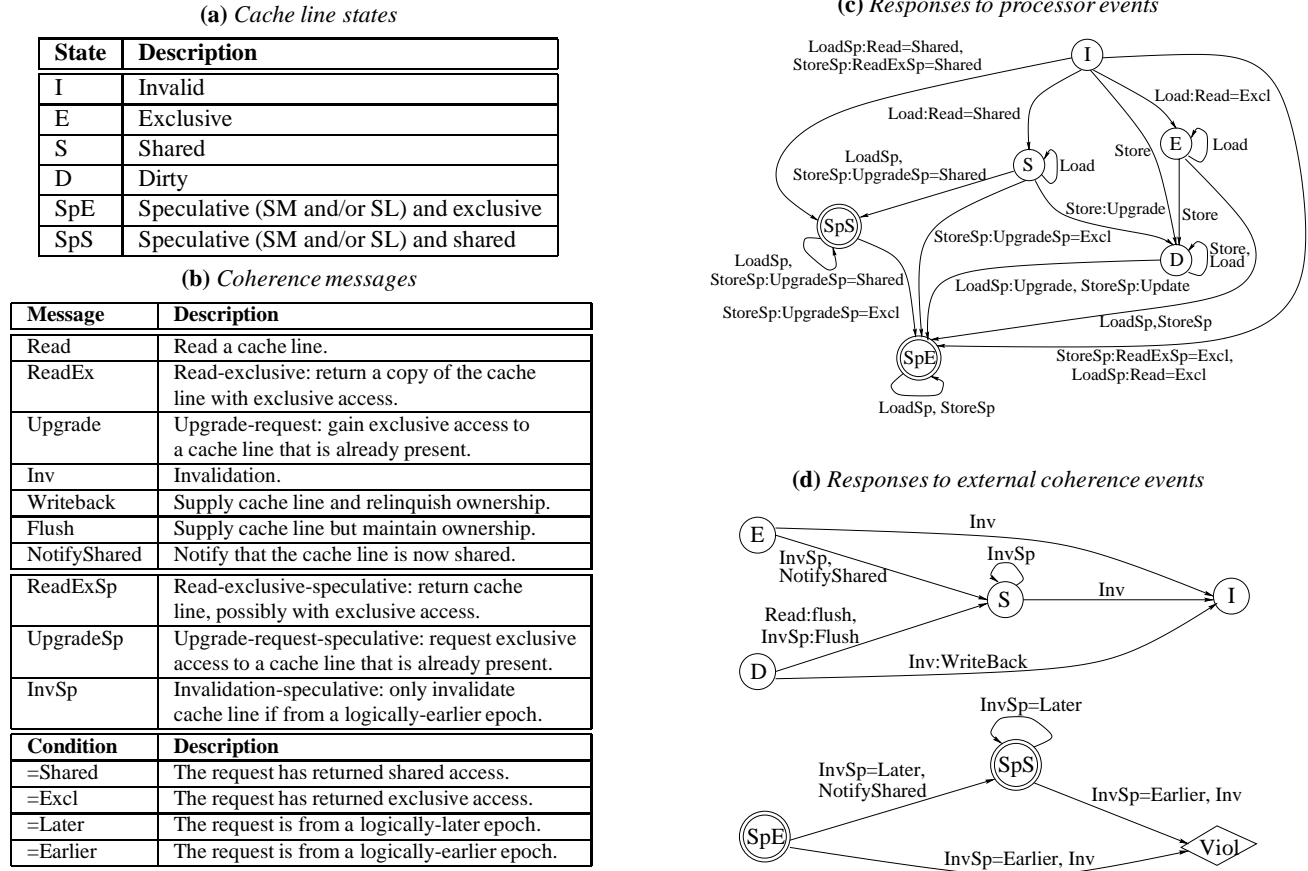 (a) Cache line states
State Description
I Invalid
E Exclusive
S Shared
D Dirty
SpE Speculative (SM and/or SL) and exclusive
SpS Speculative (SM and/or SL) and shared
(b) Coherence messages
Message Description
Read Read a cache line.
ReadEx Read-exclusive: return a copy of the cache
line with exclusive access.
Upgrade Upgrade-request: gain exclusive access to
a cache line that is already present.
Inv Invalidation.
Writeback Supply cache line and relinquish ownership.
Flush Supply cache line but maintain ownership.
NotifyShared Notify that the cache line is now shared.
ReadExSp Read-exclusive-speculative: return cache
line, possibly with exclusive access.
UpgradeSp Upgrade-request-speculative: request exclusive
access to a cache line that is already present.
InvSp Invalidation-speculative: only invalidate
cache line if from a logically-earlier epoch.
Condition Description
=Shared The request has returned shared access.
=Excl The request has returned exclusive access.
=Later The request is from a logically-later epoch.
=Earlier The request is from a logically-earlier epoch.
(c) Responses to processor events
LoadSp:Read=Shared,
StoreSp:ReadExSp=Shared
I
Load:Read=Shared
Load:Read=Excl
Store
E
Load
LoadSp,
StoreSp:UpgradeSp=Shared
S
Load
Store:Upgrade
Store
SpS
StoreSp:UpgradeSp=Excl
D
Store,
Load
LoadSp,
StoreSp:UpgradeSp=Shared
LoadSp:Upgrade, StoreSp:Update
StoreSp:UpgradeSp=Excl
LoadSp,StoreSp
SpE
StoreSp:ReadExSp=Excl,
LoadSp:Read=Excl
LoadSp, StoreSp
(d) Responses to external coherence events
E
Inv
InvSp,
NotifyShared
InvSp
S
Inv
I
Read:flush,
InvSp:Flush
D
Inv:WriteBack
InvSp=Later
SpS
InvSp=Later,
NotifyShared
InvSp=Earlier, Inv
SpE
Viol
InvSp=Earlier, Inv